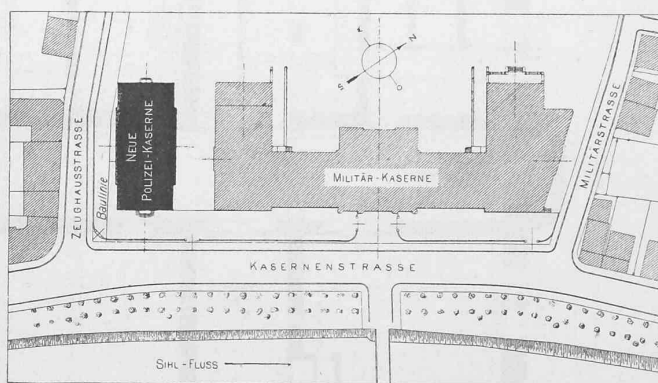 N
S
O
ZEUGHAUSSTRASSE
Baulinie
NEUE
POLIZEI-KASERNE
MILITÄR-KASERNE
MILITÄRSTRASSE
KASERNENSTRASSE
SIHL-FLUSS